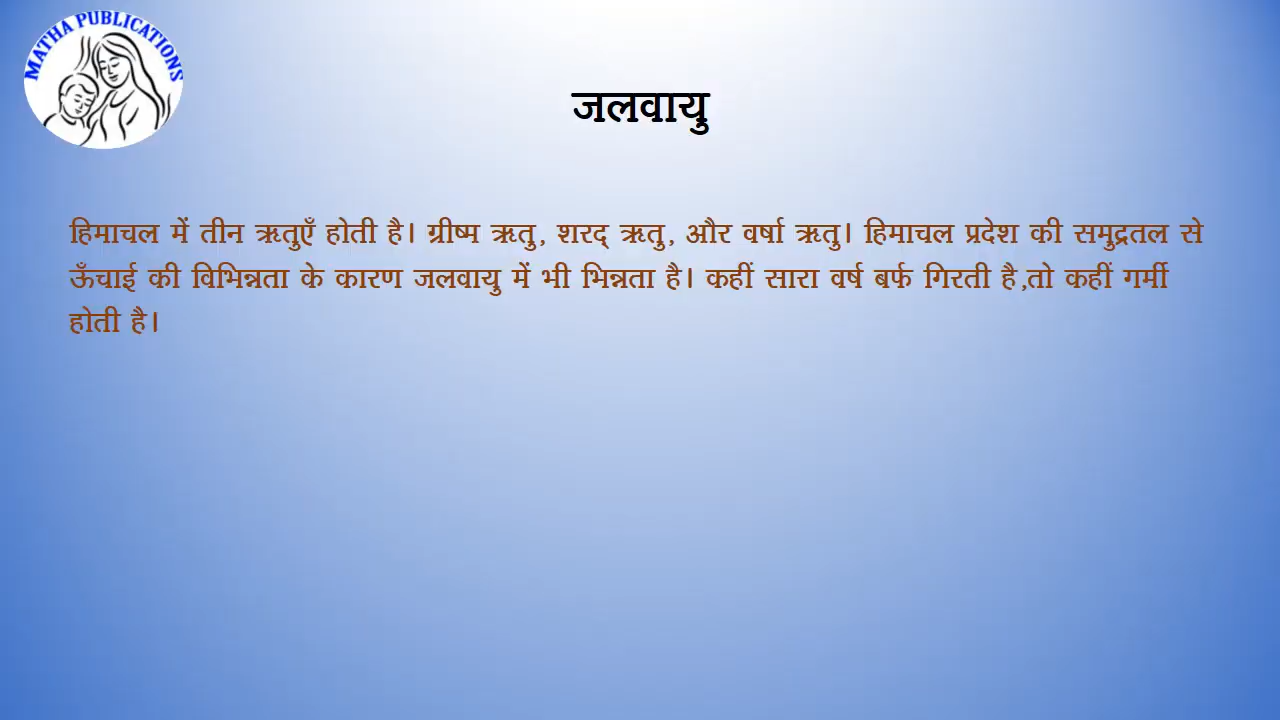 MATHA PUBLICATIONS
जलवायु
हिमाचल में तीन ऋतुएँ होती है। ग्रीष्म ऋतु, शरद् ऋतु, और वर्षा ऋतु। हिमाचल प्रदेश की समुद्रतल से
ऊँचाई की विभिन्नता के कारण जलवायु में भी भिन्नता है। कहीं सारा वर्ष बर्फ गिरती है,तो कहीं गर्मी
होती है।